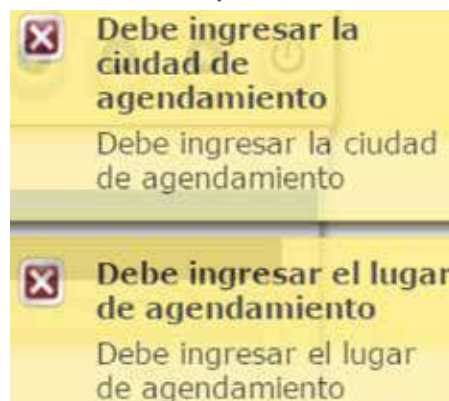 Debe ingresar la
ciudad de
agendamiento
Debe ingresar la ciudad
de agendamiento
Debe ingresar el lugar
de agendamiento
Debe ingresar el lugar
de agendamiento